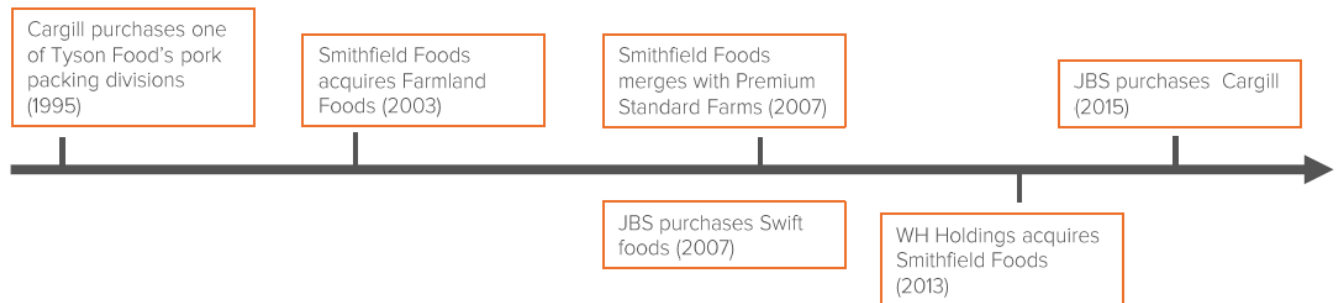 Cargill purchases one
of Tyson Food's pork
packing divisions
(1995)
Smithfield Foods
acquires Farmland
Foods (2003)
Smithfield Foods
merges with Premium
Standard Farms (2007)
JBS purchases Swift
foods (2007)
WH Holdings acquires
Smithfield Foods
(2013)
JBS purchases  Cargill
(2015)